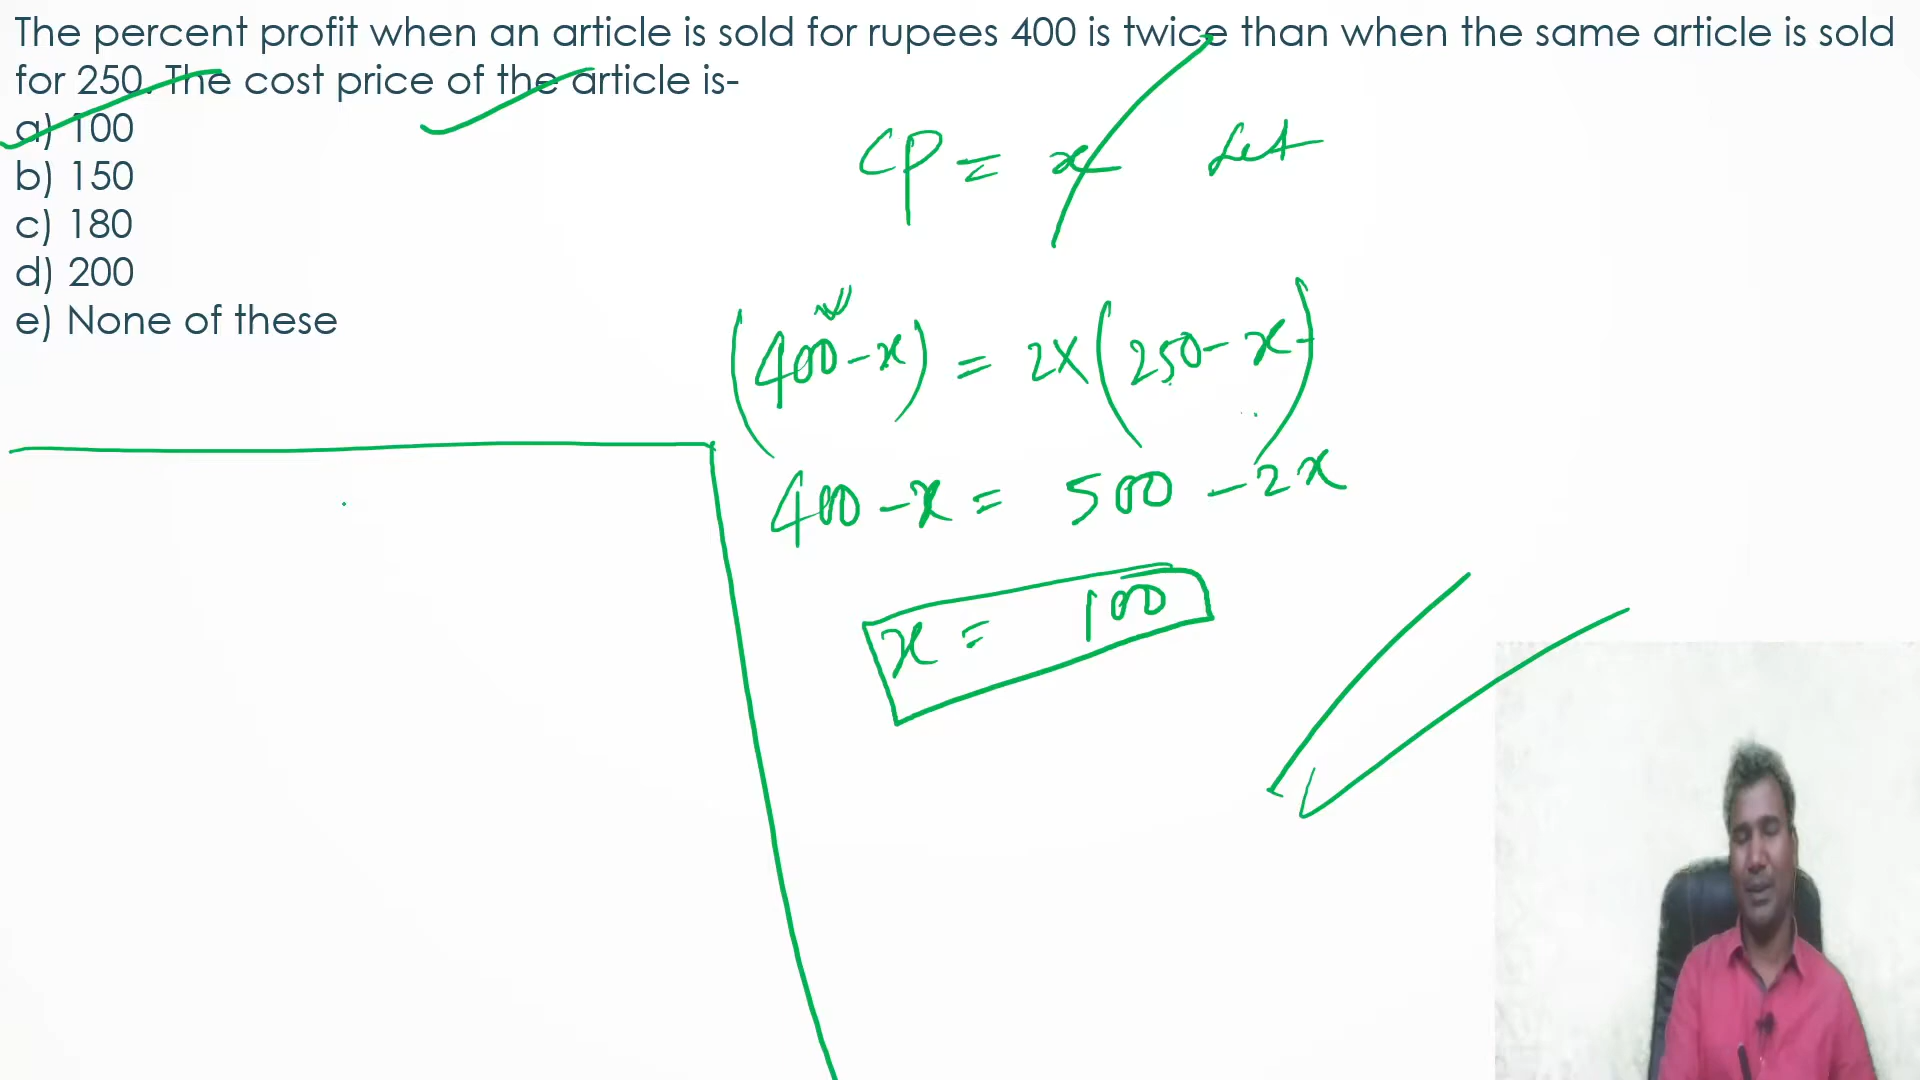 The percent profit when an article is sold for rupees 400 is twice than when the same article is sold
for 250. The cost price of the article is-
a) 100
b) 150
c) 180
d) 200
e) None of these
CP = x Let
(400-x) = 2X(250-x)
400-x = 500-2x
x = 100